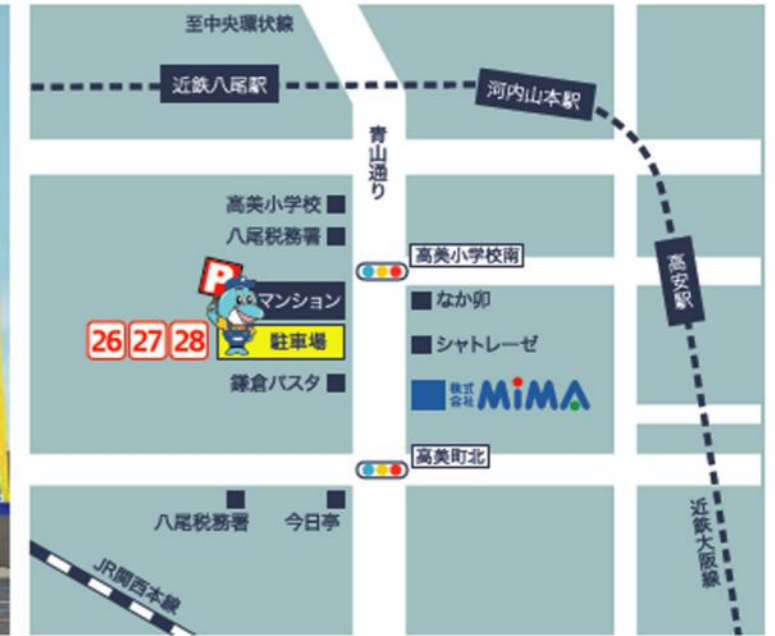 至中央環状線
近鉄八尾駅
河内山本駅
青山通り
高美小学校
八尾税務署
高美小学校南
高安駅
P
マンション
なか卯
26 27 28
駐車場
シャトレーゼ
鎌倉パスタ
株式
会社
MiMA
高美町北
八尾税務署
今日亭
近鉄大阪線
JR関西本線